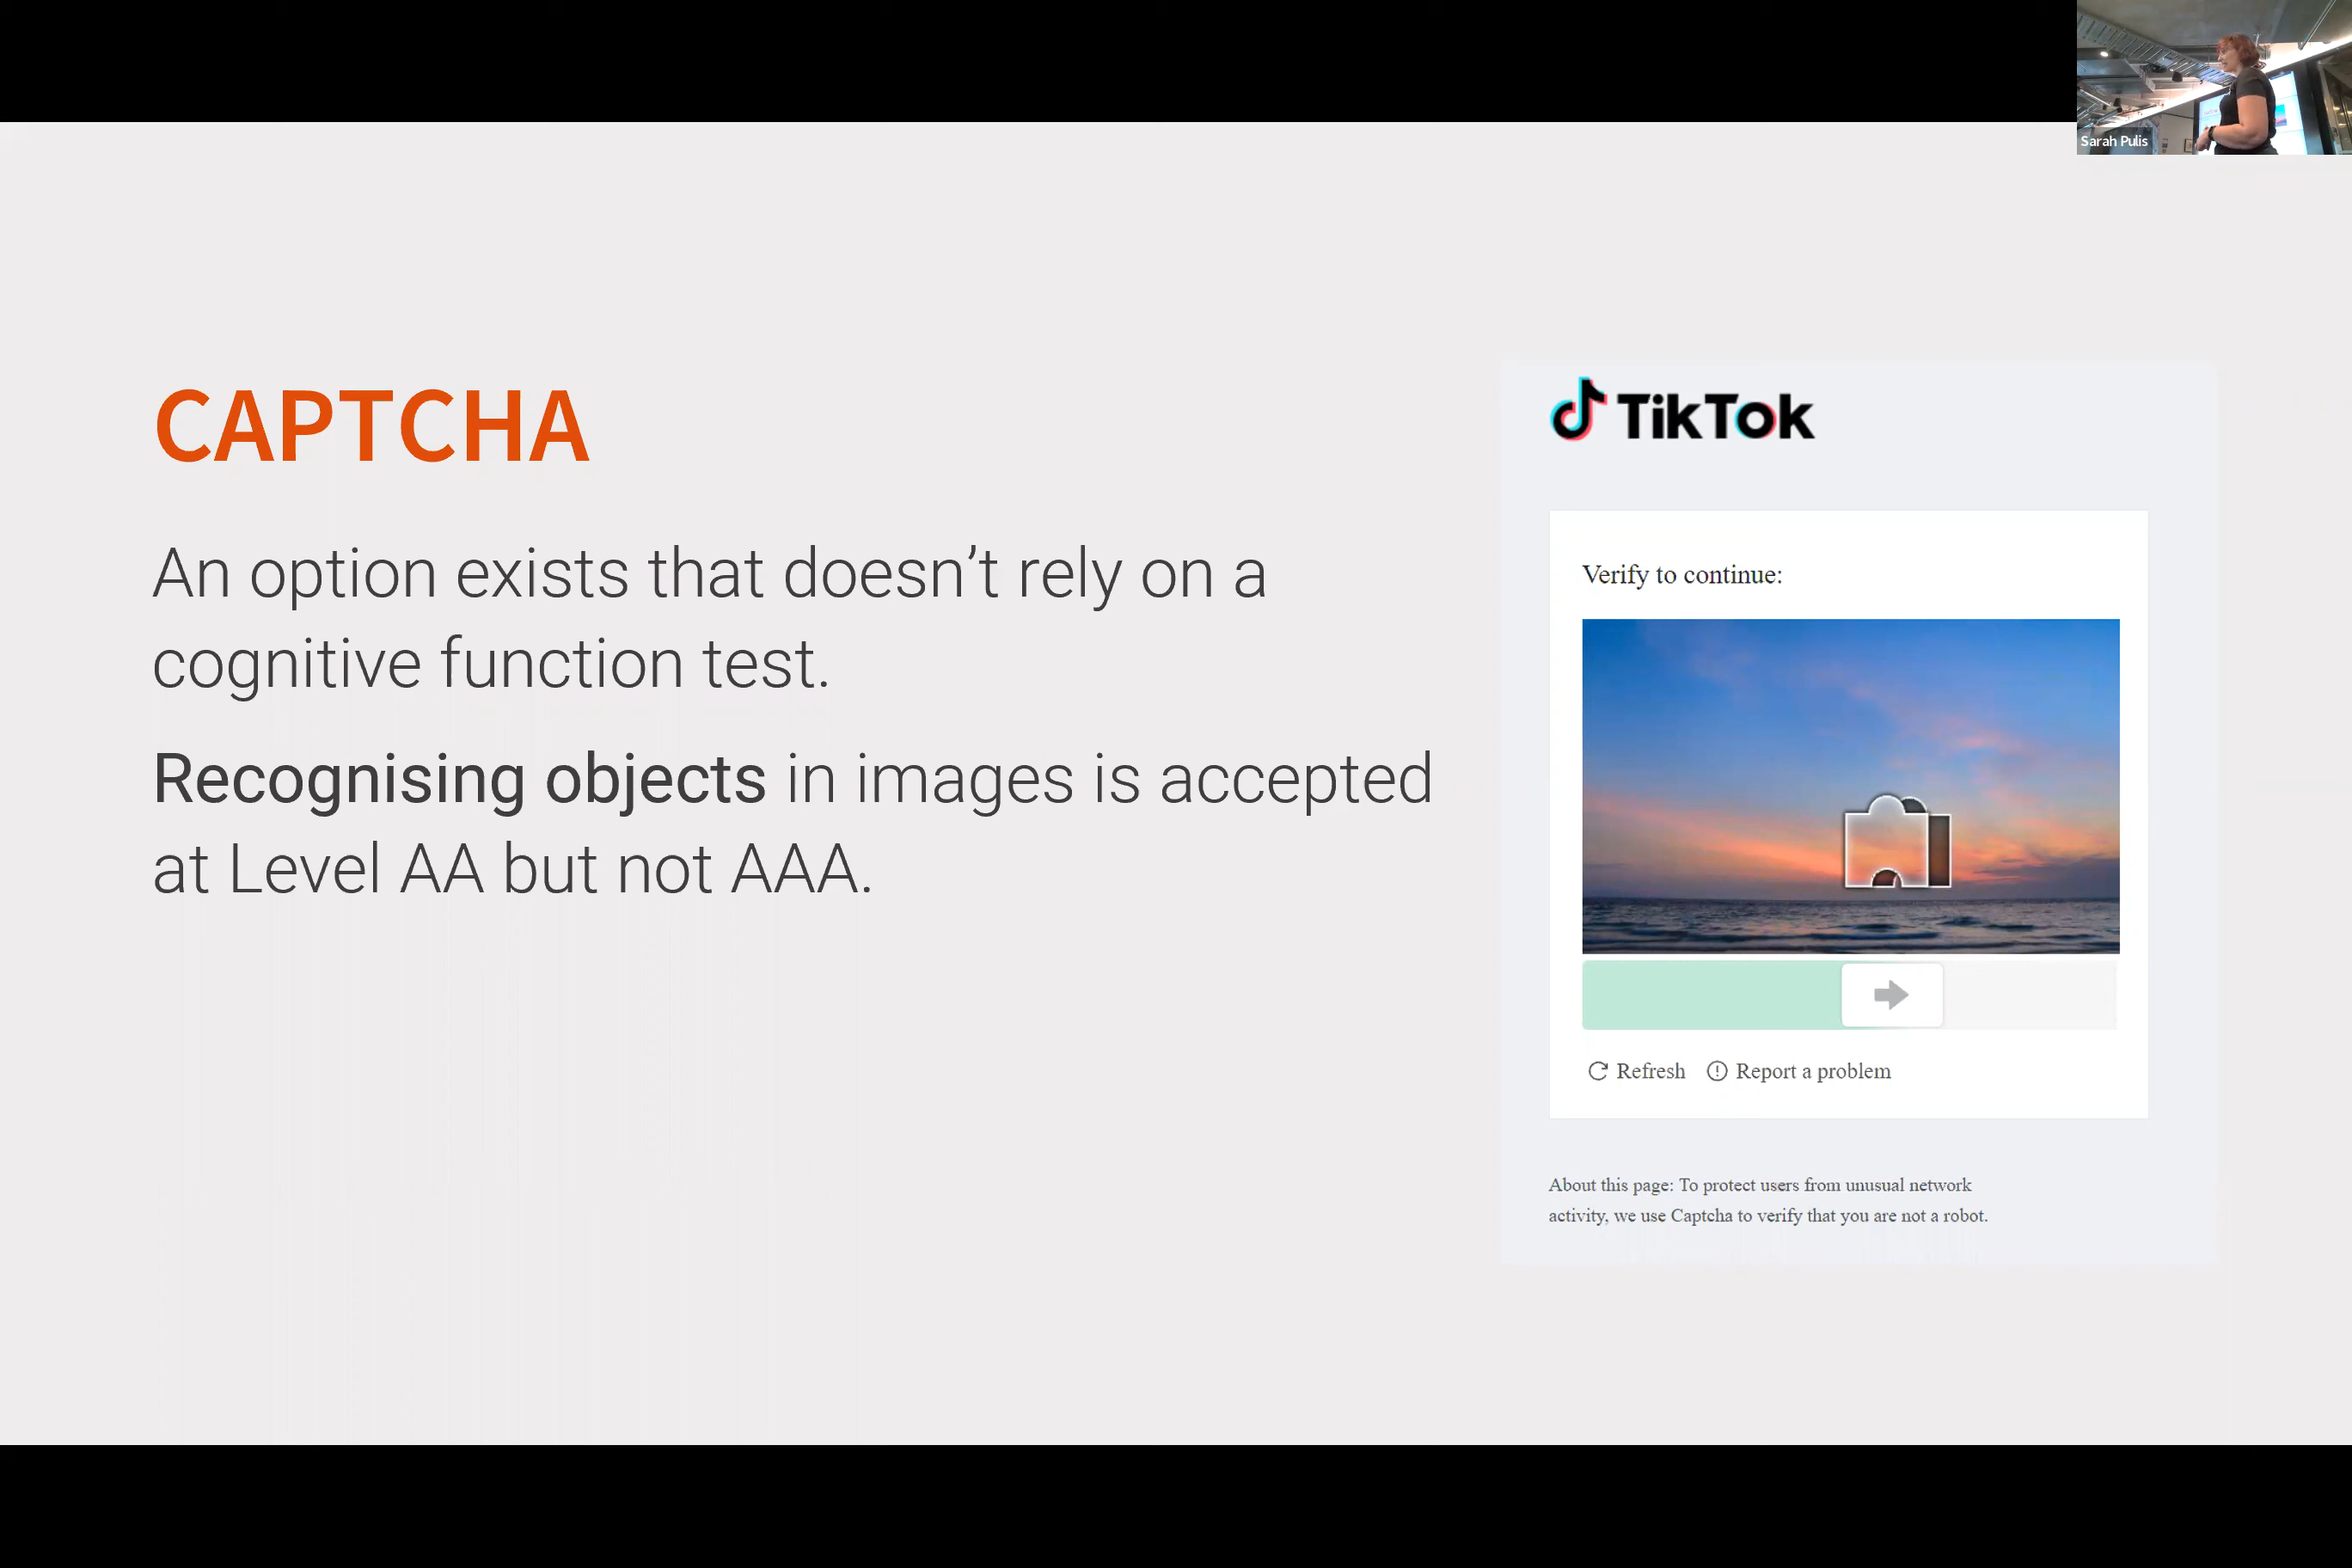 Sarah Pulis
CAPTCHA
An option exists that doesn’t rely on a
cognitive function test.
Recognising objects in images is accepted
at Level AA but not AAA.
TikTok
Verify to continue:
Refresh
Report a problem
About this page: To protect users from unusual network
activity, we use Captcha to verify that you are not a robot.